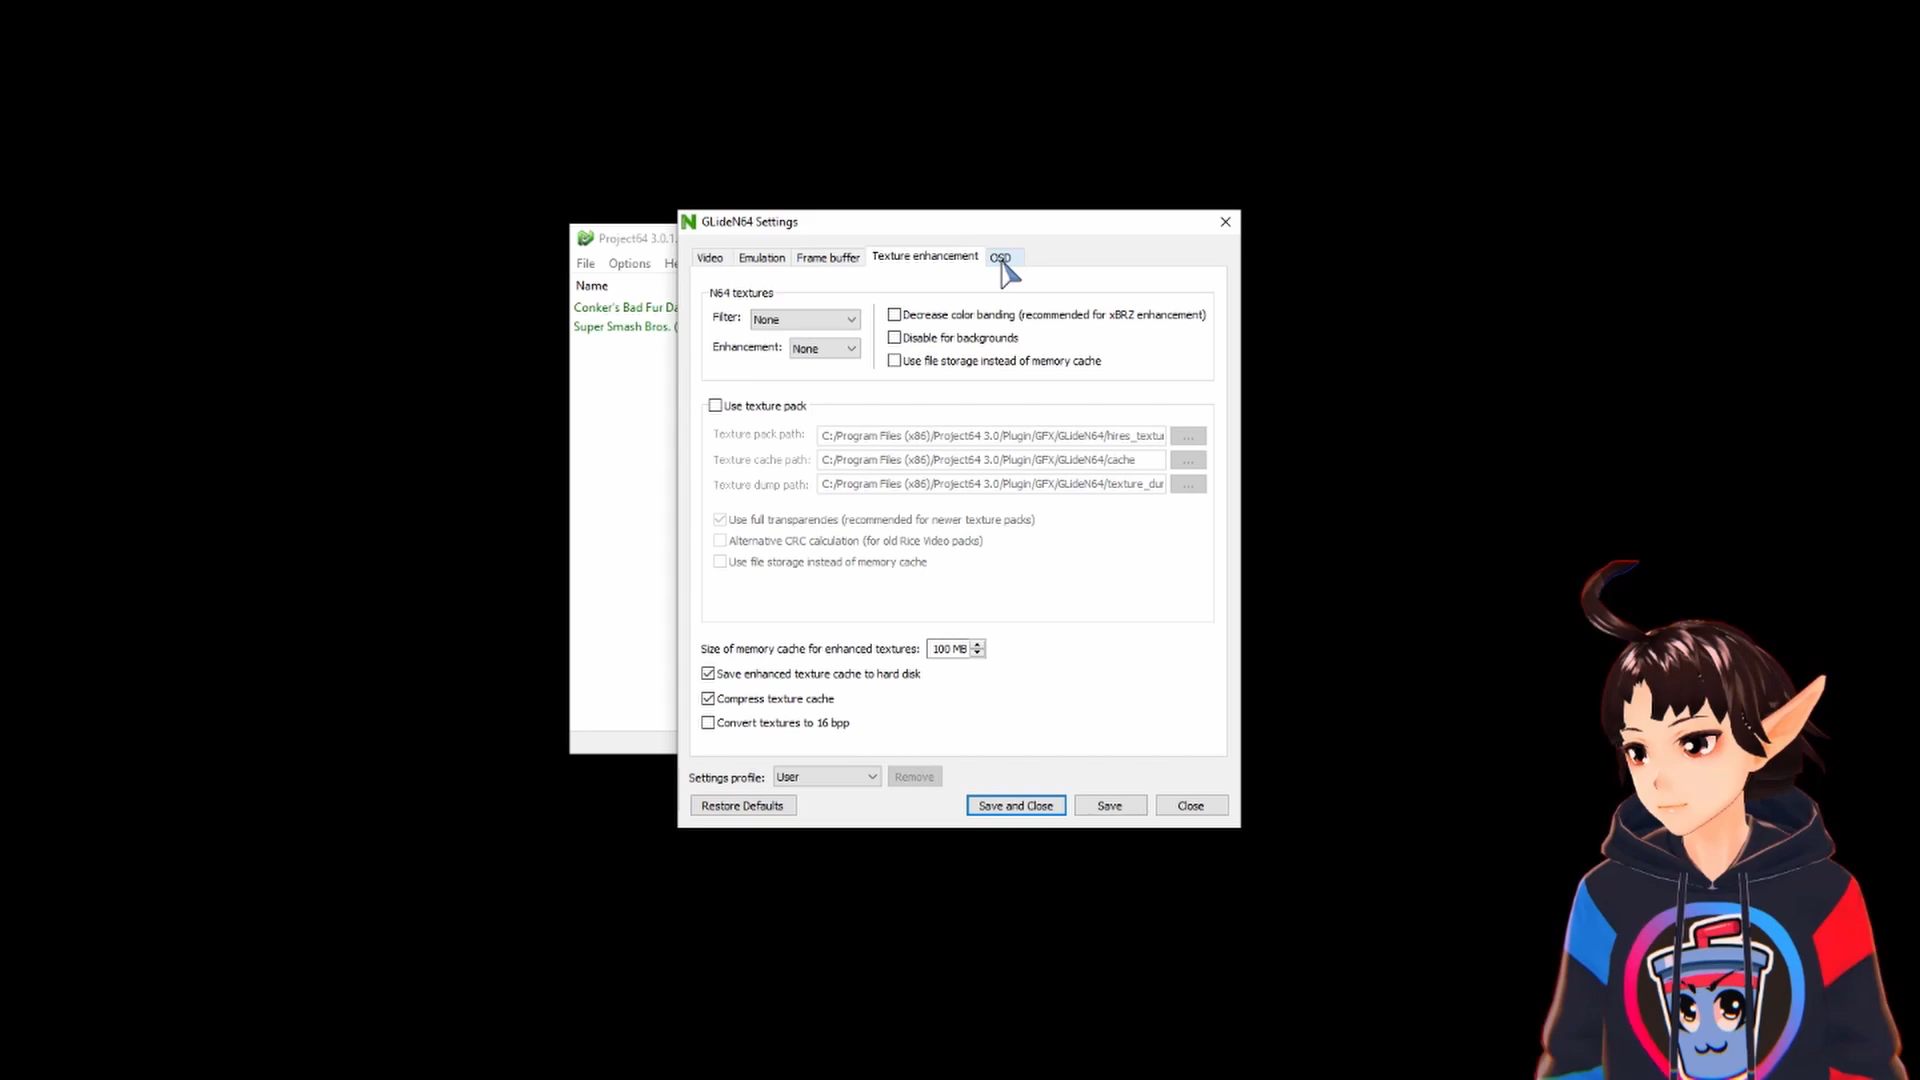 GLideN64 Settings
Project64 3.0.1.
Video Emulation Frame buffer Texture enhancement OSD
File Options He
Name
Conker's Bad Fur Da
Super Smash Bros. (
N64 textures
Filter: None
Enhancement: None
Decrease color banding (recommended for xBRZ enhancement)
Disable for backgrounds
Use file storage instead of memory cache
Use texture pack
Texture pack path: C:/Program Files (x86)/Project64 3.0/Plugin/GFX/GLideN64/hires_textu ...
Texture cache path: C:/Program Files (x86)/Project64 3.0/Plugin/GFX/GLideN64/cache ...
Texture dump path: C:/Program Files (x86)/Project64 3.0/Plugin/GFX/GLideN64/texture_dur ...
Use full transparencies (recommended for newer texture packs)
Alternative CRC calculation (for old Rice Video packs)
Use file storage instead of memory cache
Size of memory cache for enhanced textures: 100 MB
Save enhanced texture cache to hard disk
Compress texture cache
Convert textures to 16 bpp
Settings profile: User Remove
Restore Defaults Save and Close Save Close